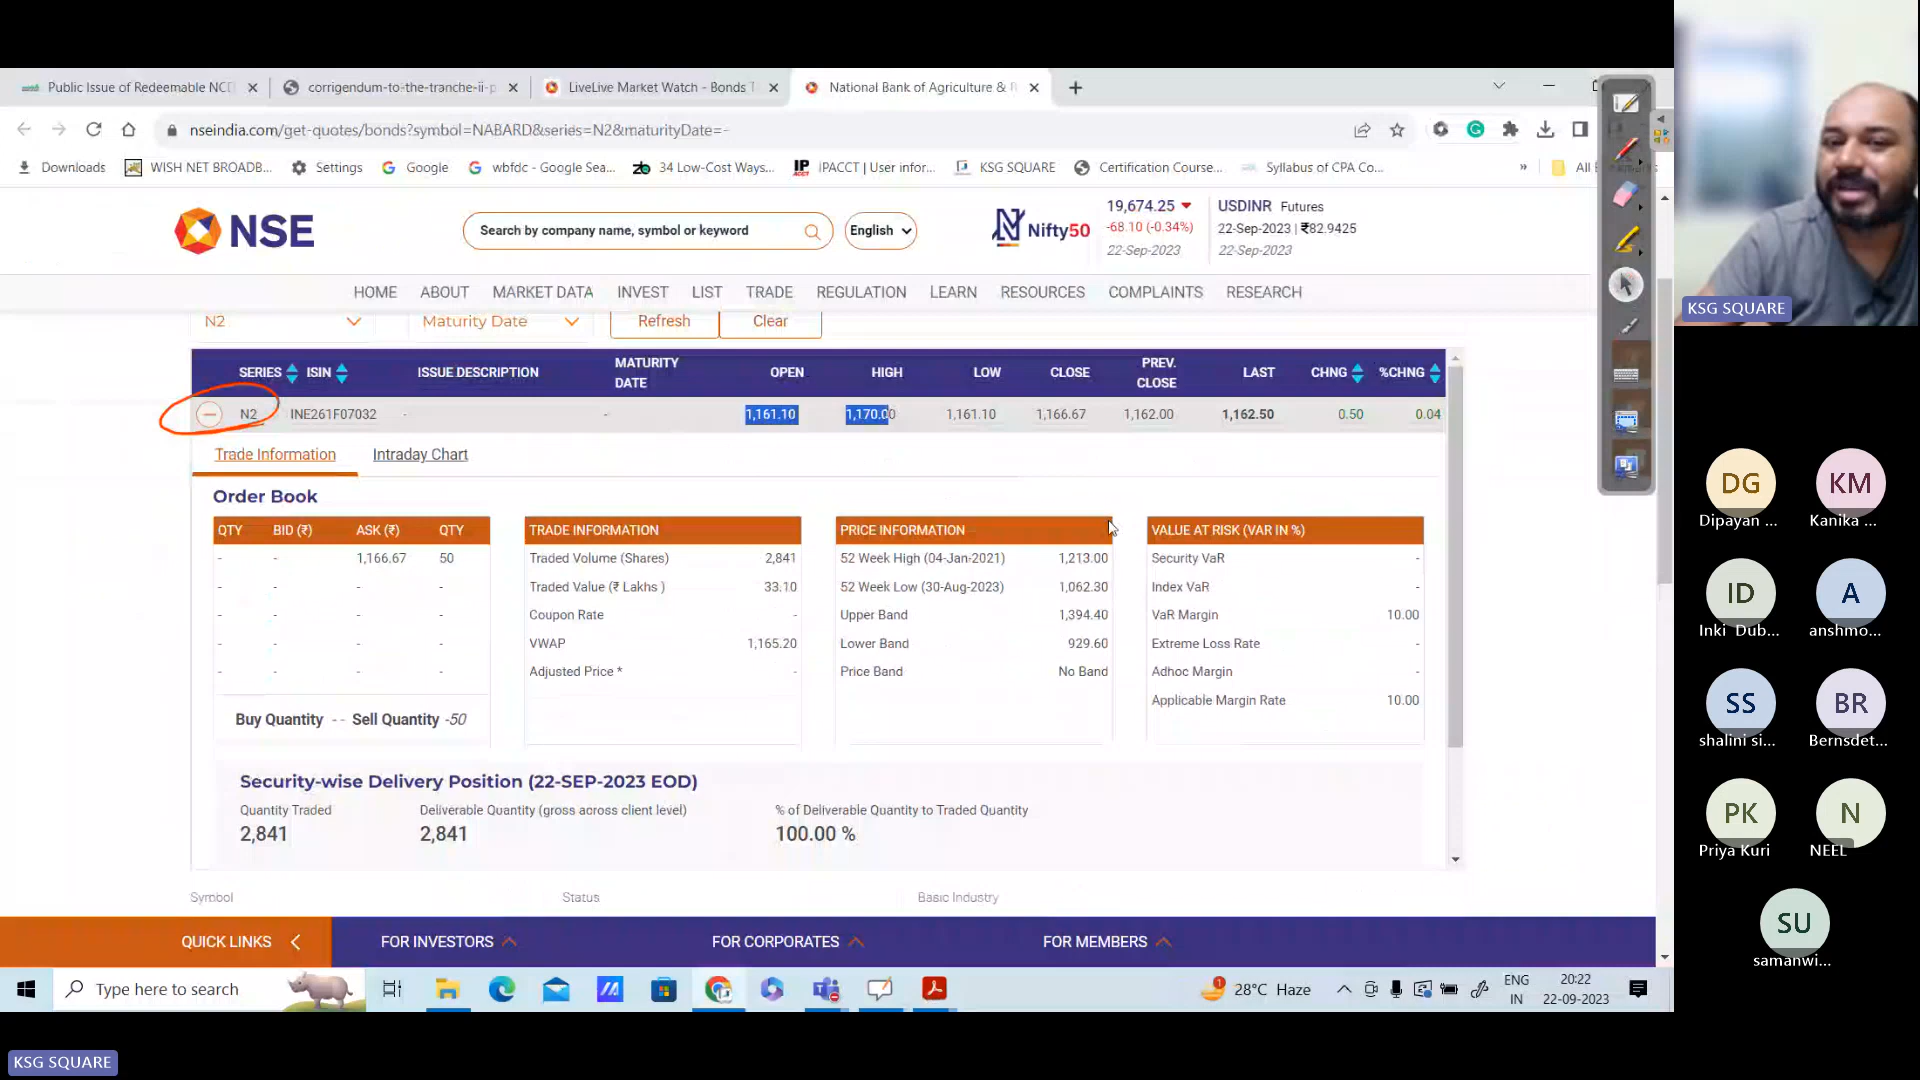 Public Issue of Redeemable NCD
corrigendum-to-the-tranche-ii-p
LiveLive Market Watch - Bonds T
National Bank of Agriculture & R
nseindia.com/get-quotes/bonds?symbol=NABARD&series=N2&maturityDate=-
Downloads
WISH NET BROADB...
Settings
Google
wbfdc - Google Sea...
34 Low-Cost Ways...
iPACCT | User infor...
KSG SQUARE
Certification Course...
Syllabus of CPA Co...
»
NSE
Search by company name, symbol or keyword
English
Nifty50
19,674.25
-68.10 (-0.34%)
22-Sep-2023
USDINR Futures
22-Sep-2023 | ₹82.9425
22-Sep-2023
KSG SQUARE
HOME ABOUT MARKET DATA INVEST LIST TRADE REGULATION LEARN RESOURCES COMPLAINTS RESEARCH
N2 Maturity Date Refresh Clear
SERIES ISIN ISSUE DESCRIPTION MATURITY DATE OPEN HIGH LOW CLOSE PREV. CLOSE LAST CHNG %CHNG
N2 INE261F07032 - - 1,161.10 1,170.00 1,161.10 1,166.67 1,162.00 1,162.50 0.50 0.04
Trade Information Intraday Chart
Order Book
QTY BID (₹) ASK (₹) QTY
- - 1,166.67 50
- - - -
- - - -
- - - -
- - - -
Buy Quantity - - Sell Quantity -50
TRADE INFORMATION
Traded Volume (Shares) 2,841
Traded Value (₹ Lakhs ) 33.10
Coupon Rate -
VWAP 1,165.20
Adjusted Price * -
PRICE INFORMATION
52 Week High (04-Jan-2021) 1,213.00
52 Week Low (30-Aug-2023) 1,062.30
Upper Band 1,394.40
Lower Band 929.60
Price Band No Band
VALUE AT RISK (VAR IN %)
Security VaR -
Index VaR -
VaR Margin 10.00
Extreme Loss Rate -
Adhoc Margin -
Applicable Margin Rate 10.00
Security-wise Delivery Position (22-SEP-2023 EOD)
Quantity Traded Deliverable Quantity (gross across client level) % of Deliverable Quantity to Traded Quantity
2,841 2,841 100.00 %
Symbol Status Basic Industry
QUICK LINKS FOR INVESTORS FOR CORPORATES FOR MEMBERS
DG KM
Dipayan ... Kanika ...
ID A
Inki Dub... anshmo...
SS BR
shalini si... Bernsdet...
PK N
Priya Kuri NEEL
SU
samanwi...
Type here to search
1
28°C Haze
ENG
IN
20:22
22-09-2023
KSG SQUARE